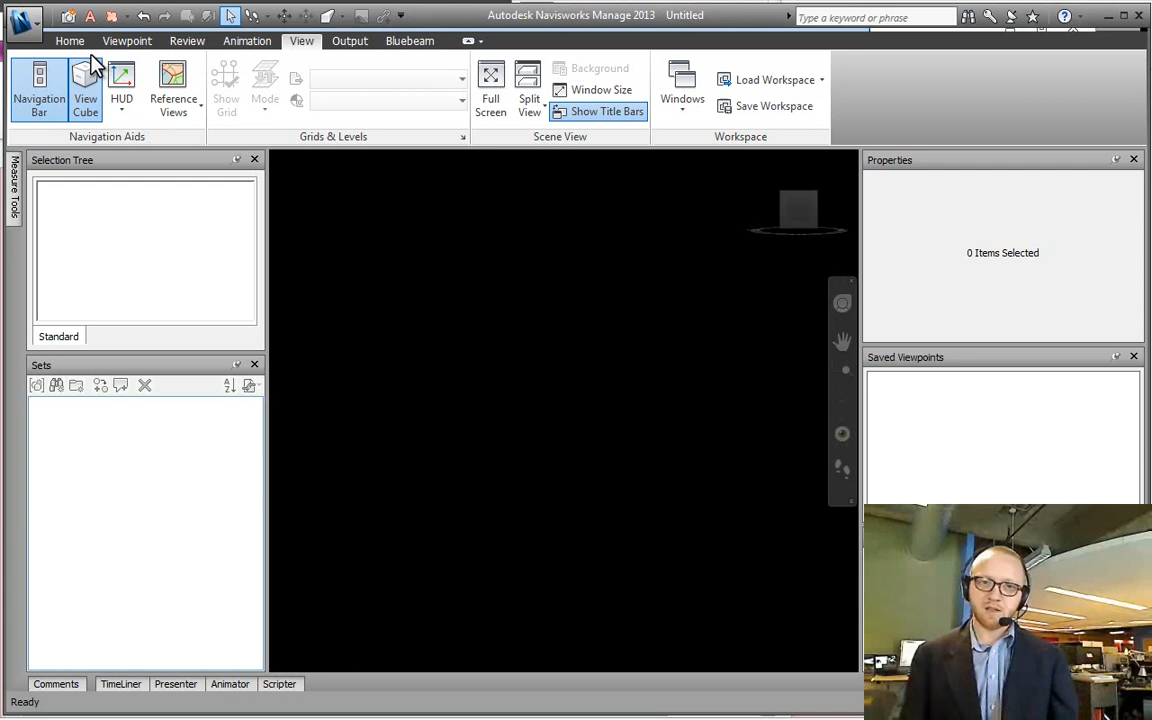 Autodesk Navisworks Manage 2013 Untitled
Type a keyword or phrase
Home Viewpoint Review Animation View Output Bluebeam
Navigation Bar
View Cube
HUD
Reference Views
Show Grid
Mode
Full Screen
Split View
Background
Window Size
Show Title Bars
Windows
Load Workspace
Save Workspace
Navigation Aids
Grids & Levels
Scene View
Workspace
Measure Tools
Selection Tree
Standard
Sets
Properties
0 Items Selected
Saved Viewpoints
Comments TimeLiner Presenter Animator Scripter
Ready